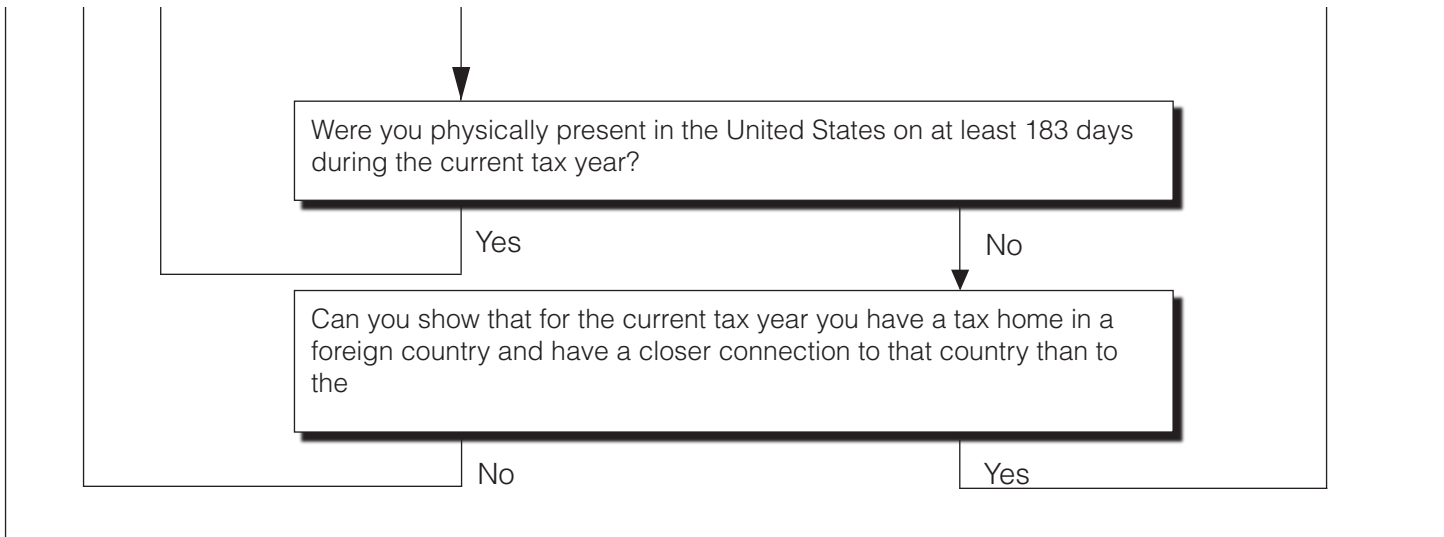 Were you physically present in the United States on at least 183 days
during the current tax year?
Yes
No
Can you show that for the current tax year you have a tax home in a
foreign country and have a closer connection to that country than to
the
No
Yes